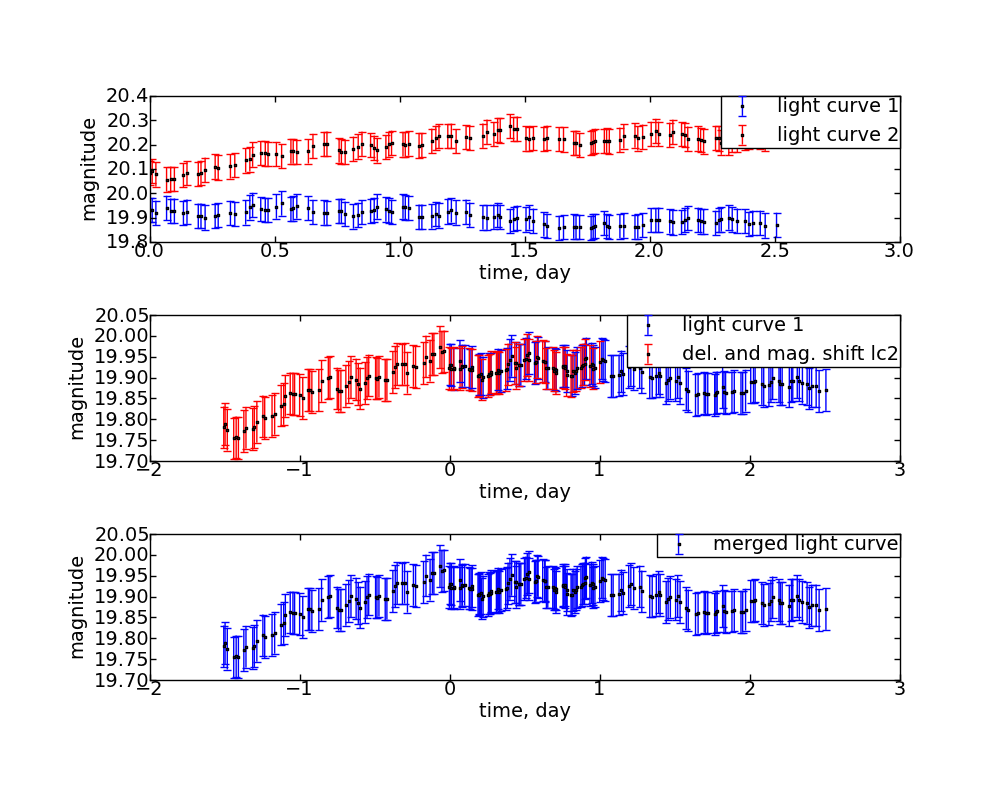 20.4
20.3
20.2
20.1
20.0
19.9
19.8
magnitude
light curve 1
light curve 2
0.0 0.5 1.0 1.5 2.0 2.5 3.0
time, day
20.05
20.00
19.95
19.90
19.85
19.80
19.75
19.70
magnitude
light curve 1
del. and mag. shift lc2
−2 −1 0 1 2 3
time, day
20.05
20.00
19.95
19.90
19.85
19.80
19.75
19.70
magnitude
merged light curve
−2 −1 0 1 2 3
time, day